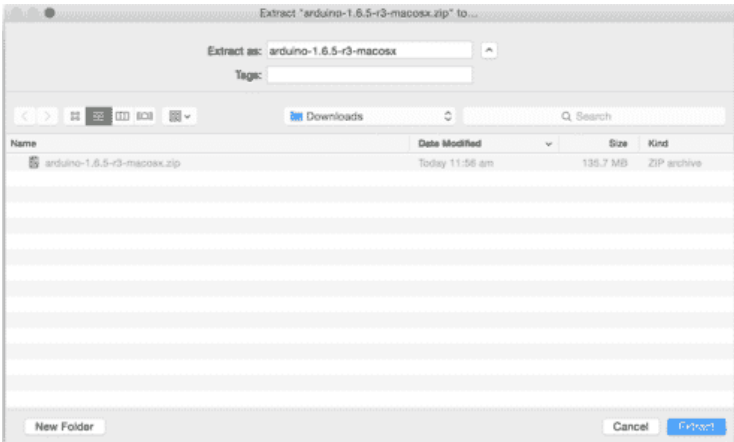 Extract "arduino-1.6.5-r3-macosx.zip" to...
Extract as: arduino-1.6.5-r3-macosx
Tags:
Downloads
Search
Name Date Modified Size Kind
arduino-1.6.5-r3-macosx.zip Today 11:56 am 135.7 MB ZIP archive
New Folder Cancel Extract